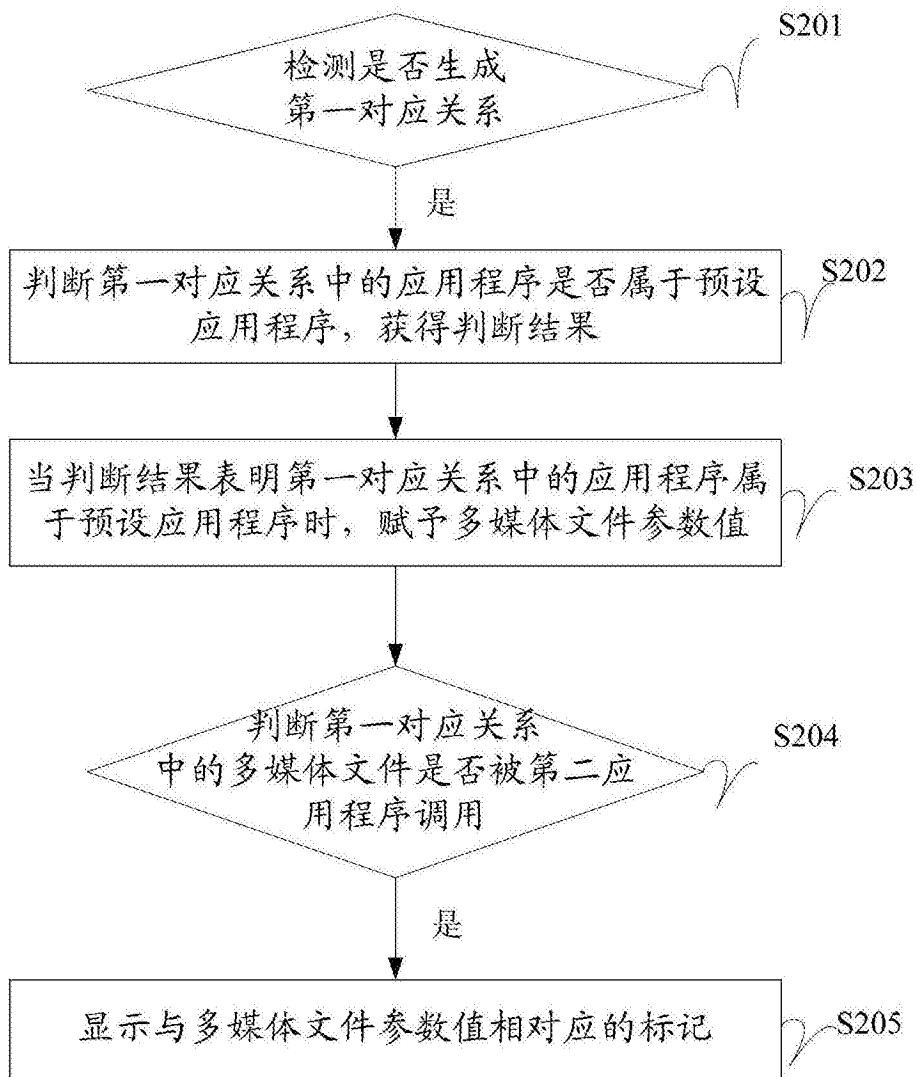 S201
检测是否生成
第一对应关系
是
S202
判断第一对应关系中的应用程序是否属于预设
应用程序，获得判断结果
S203
当判断结果表明第一对应关系中的应用程序属
于预设应用程序时，赋予多媒体文件参数值
S204
判断第一对应关系
中的多媒体文件是否被第二应
用程序调用
是
显示与多媒体文件参数值相对应的标记
S205